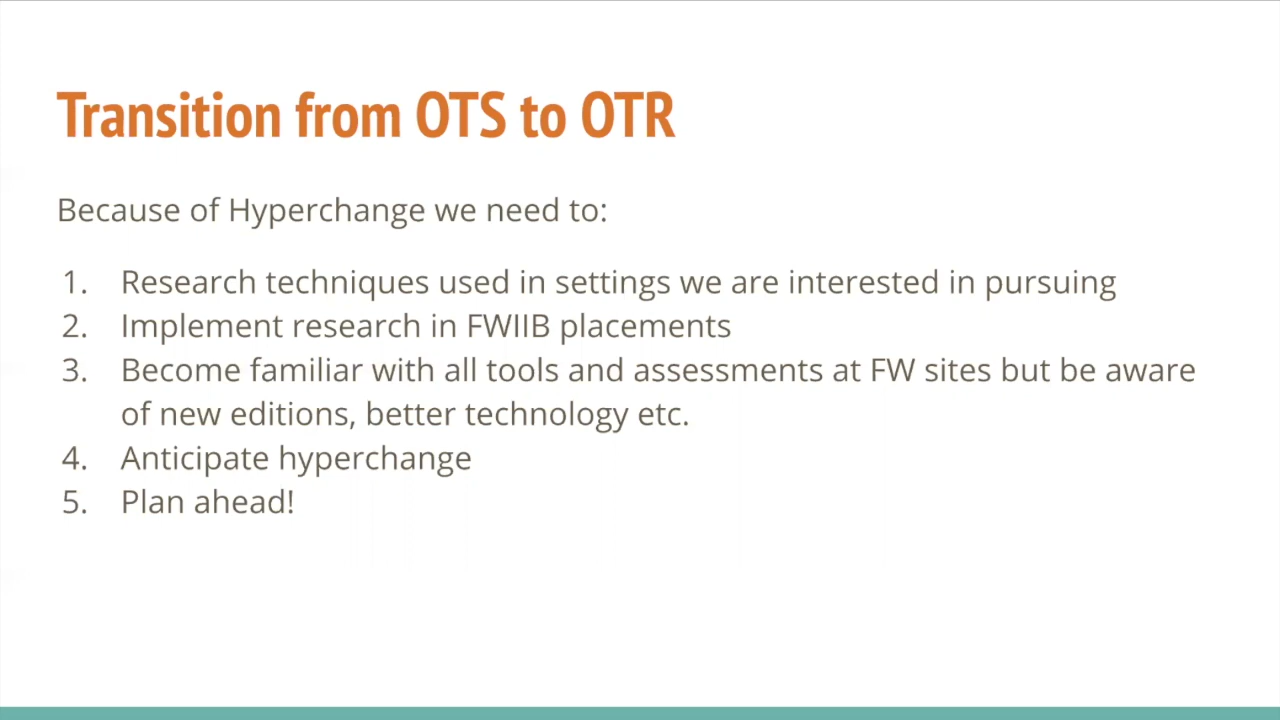 Transition from OTS to OTR
Because of Hyperchange we need to:
1. Research techniques used in settings we are interested in pursuing
2. Implement research in FWIIB placements
3. Become familiar with all tools and assessments at FW sites but be aware
of new editions, better technology etc.
4. Anticipate hyperchange
5. Plan ahead!